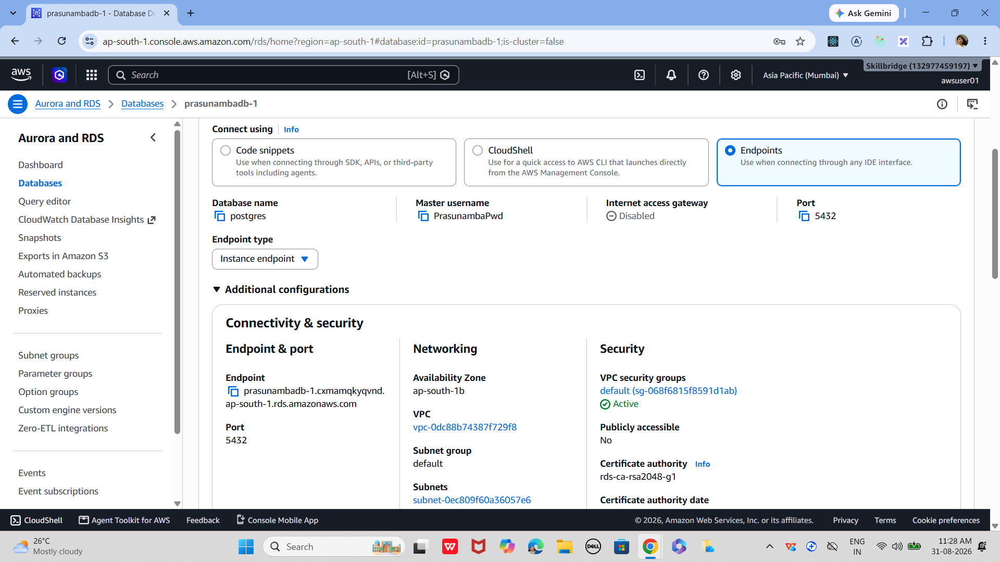 prasunambadb-1 - Database De
Ask Gemini
ap-south-1.console.aws.amazon.com/rds/home?region=ap-south-1#database:id=prasunambadb-1;is-cluster=false
aws
Search
[Alt+S]
Asia Pacific (Mumbai)
Skillbridge (132977459197)
awsuser01
Aurora and RDS
Databases
prasunambadb-1
Aurora and RDS
Dashboard
Databases
Query editor
CloudWatch Database Insights
Snapshots
Exports in Amazon S3
Automated backups
Reserved instances
Proxies
Subnet groups
Parameter groups
Option groups
Custom engine versions
Zero-ETL integrations
Events
Event subscriptions
Connect using
Info
Code snippets
Use when connecting through SDK, APIs, or third-party
tools including agents.
CloudShell
Use for a quick access to AWS CLI that launches directly
from the AWS Management Console.
Endpoints
Use when connecting through any IDE interface.
Database name
postgres
Master username
PrasunambaPwd
Internet access gateway
Disabled
Port
5432
Endpoint type
Instance endpoint
Additional configurations
Connectivity & security
Endpoint & port
Endpoint
prasunambadb-1.cxmamqkyqvnd.
ap-south-1.rds.amazonaws.com
Port
5432
Networking
Availability Zone
ap-south-1b
VPC
vpc-0dc88b74387f729f8
Subnet group
default
Subnets
subnet-0ec809f60a36057e6
Security
VPC security groups
default (sg-068f6815f8591d1ab)
Active
Publicly accessible
No
Certificate authority
Info
rds-ca-rsa2048-g1
Certificate authority date
CloudShell
Agent Toolkit for AWS
Feedback
Console Mobile App
© 2026, Amazon Web Services, Inc. or its affiliates.
Privacy
Terms
Cookie preferences
26°C
Mostly cloudy
Search
DELL
ENG
IN
11:28 AM
31-08-2026